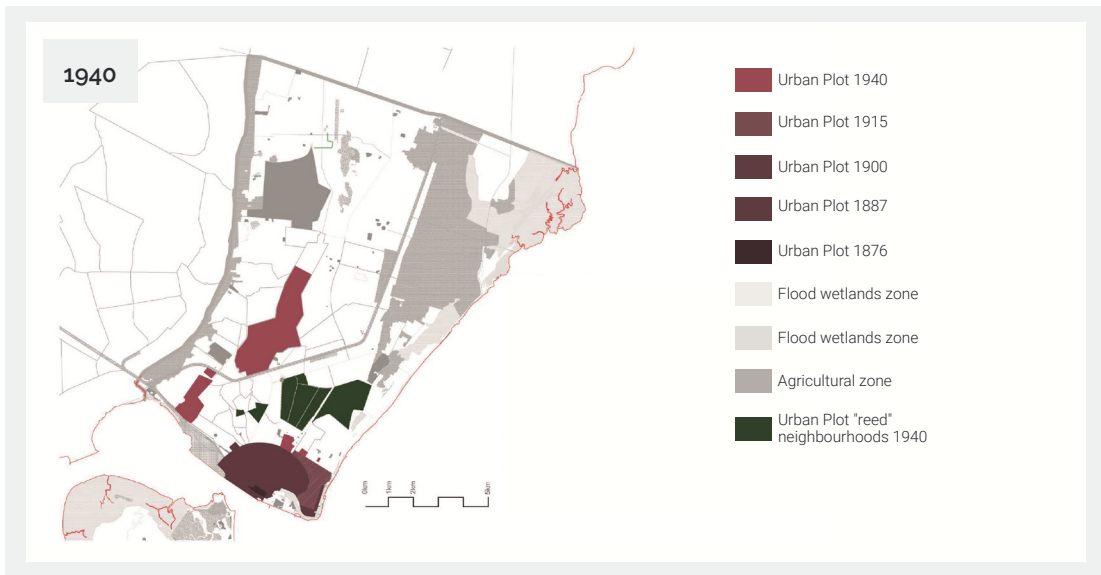 1940
Urban Plot 1940
Urban Plot 1915
Urban Plot 1900
Urban Plot 1887
Urban Plot 1876
Flood wetlands zone
Flood wetlands zone
Agricultural zone
Urban Plot "reed"
neighbourhoods 1940
0km
1km
2km
5km